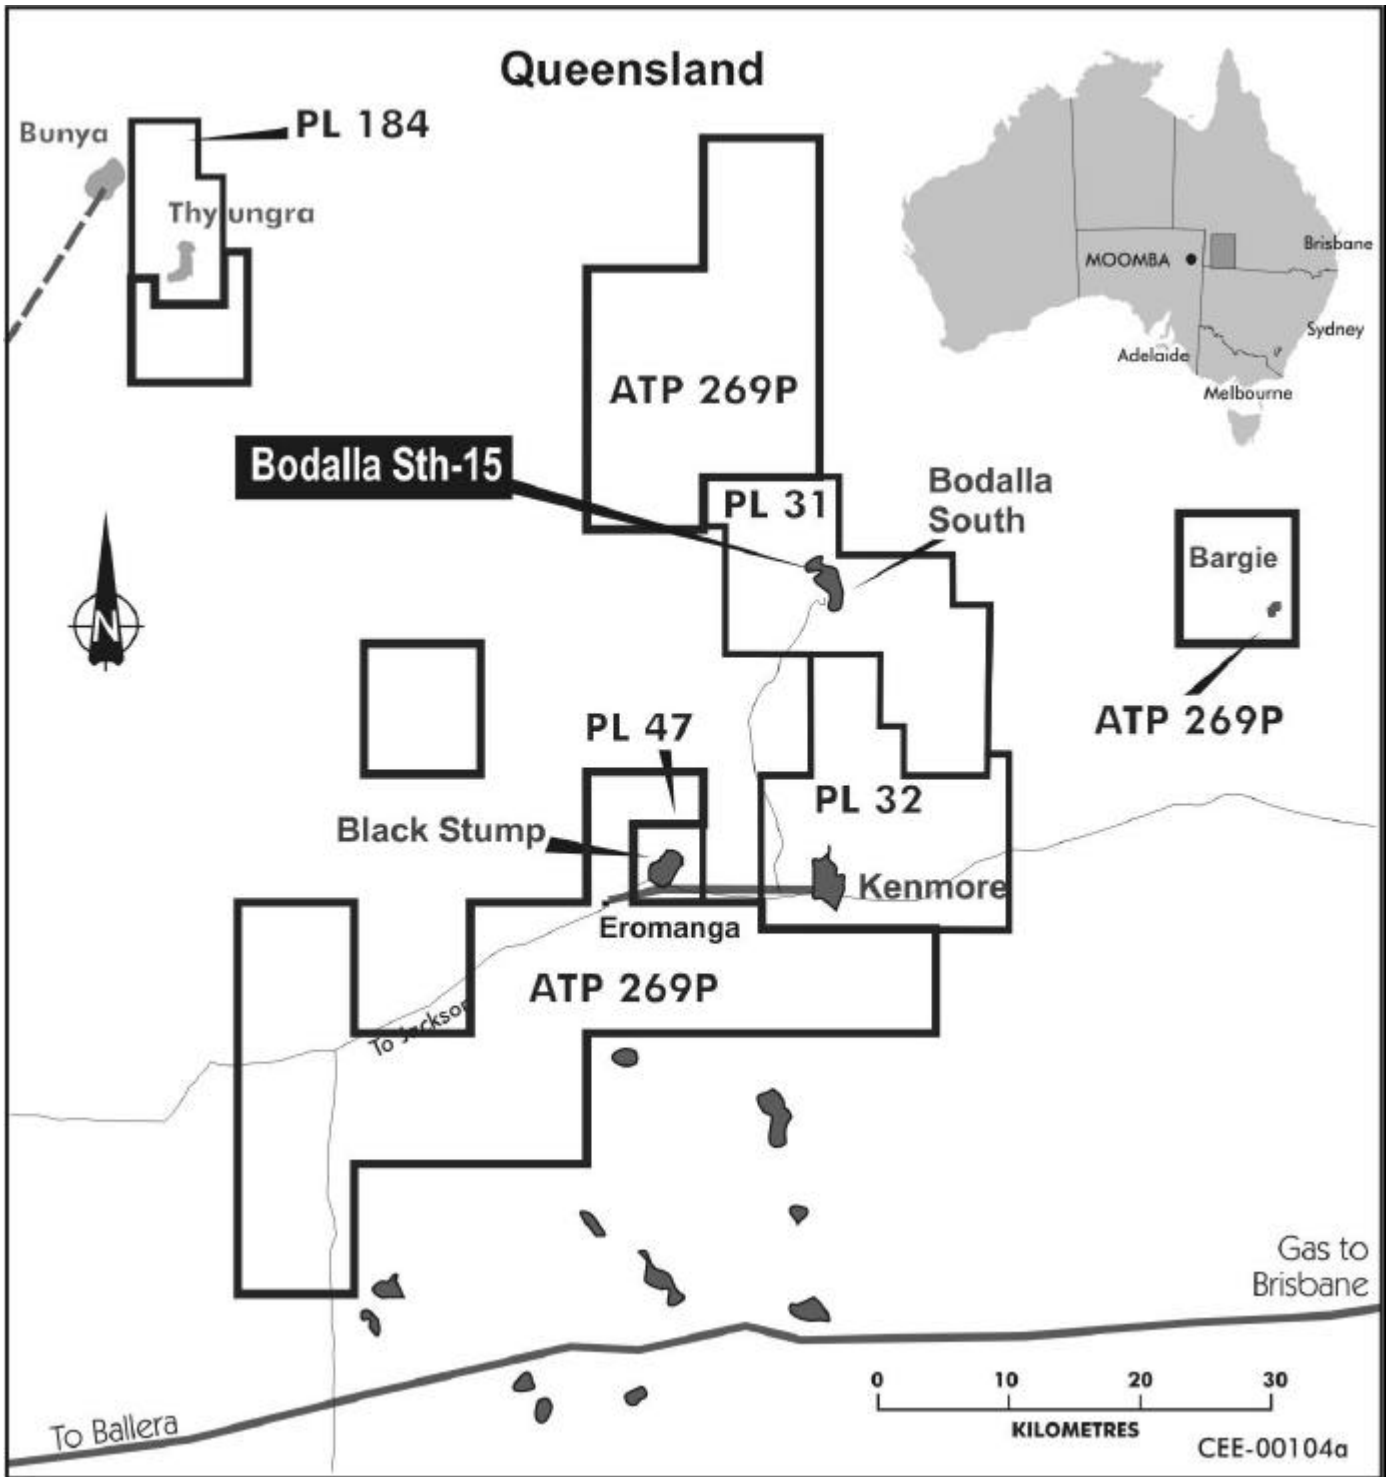 Queensland
Bunya
PL 184
Thylungra
MOOMBA
Brisbane
Sydney
Adelaide
Melbourne
ATP 269P
Bodalla Sth-15
PL 31
Bodalla
South
Bargie
N
ATP 269P
PL 47
PL 32
Black Stump
Kenmore
Eromanga
ATP 269P
To Jackson
Gas to
Brisbane
0 10 20 30
KILOMETRES
To Ballera
CEE-00104a